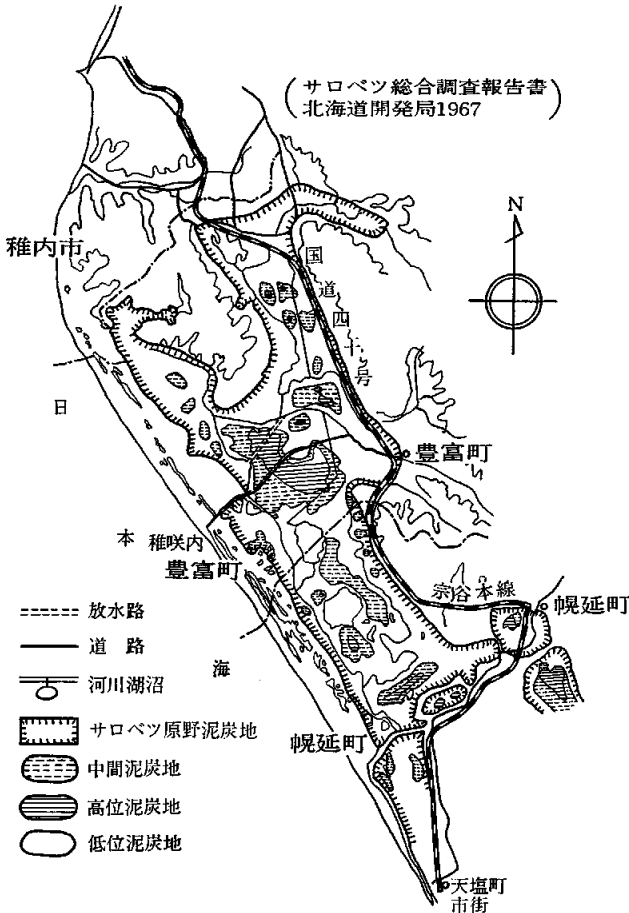 サロベツ総合調査報告書
北海道開発局1967
稚内市
N
国道四十号
日本海
豊富町
稚咲内
豊富町
宗谷本線
幌延町
幌延町
天塩町
市街
放水路
道路
河川湖沼
サロベツ原野泥炭地
中間泥炭地
高位泥炭地
低位泥炭地